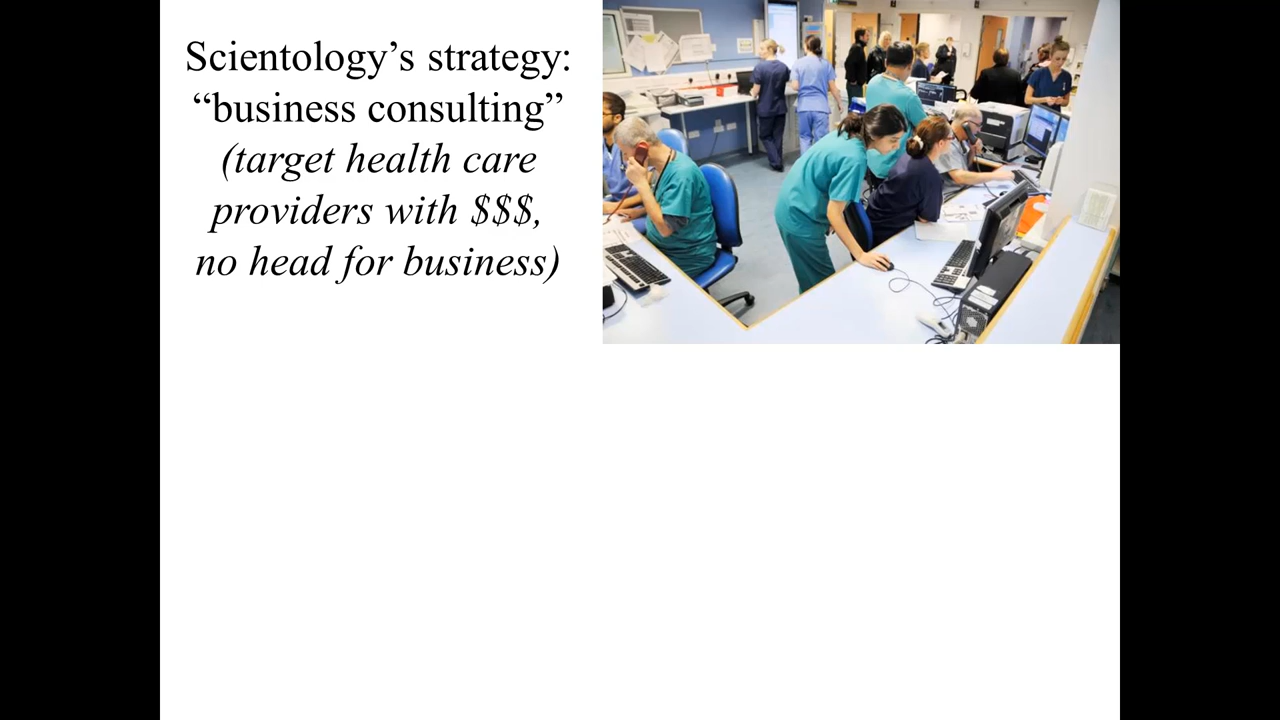 Scientology’s strategy:
“business consulting”
(target health care
providers with $$$,
no head for business)